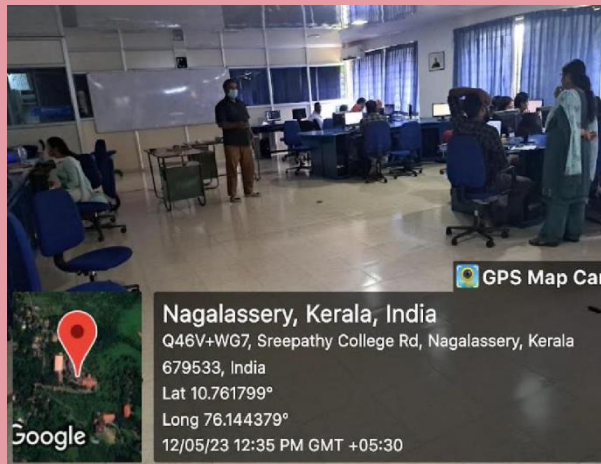 GPS Map Cam
Nagalassery, Kerala, India
Q46V+WG7, Sreepathy College Rd, Nagalassery, Kerala
679533, India
Lat 10.761799°
Long 76.144379°
12/05/23 12:35 PM GMT +05:30
Google